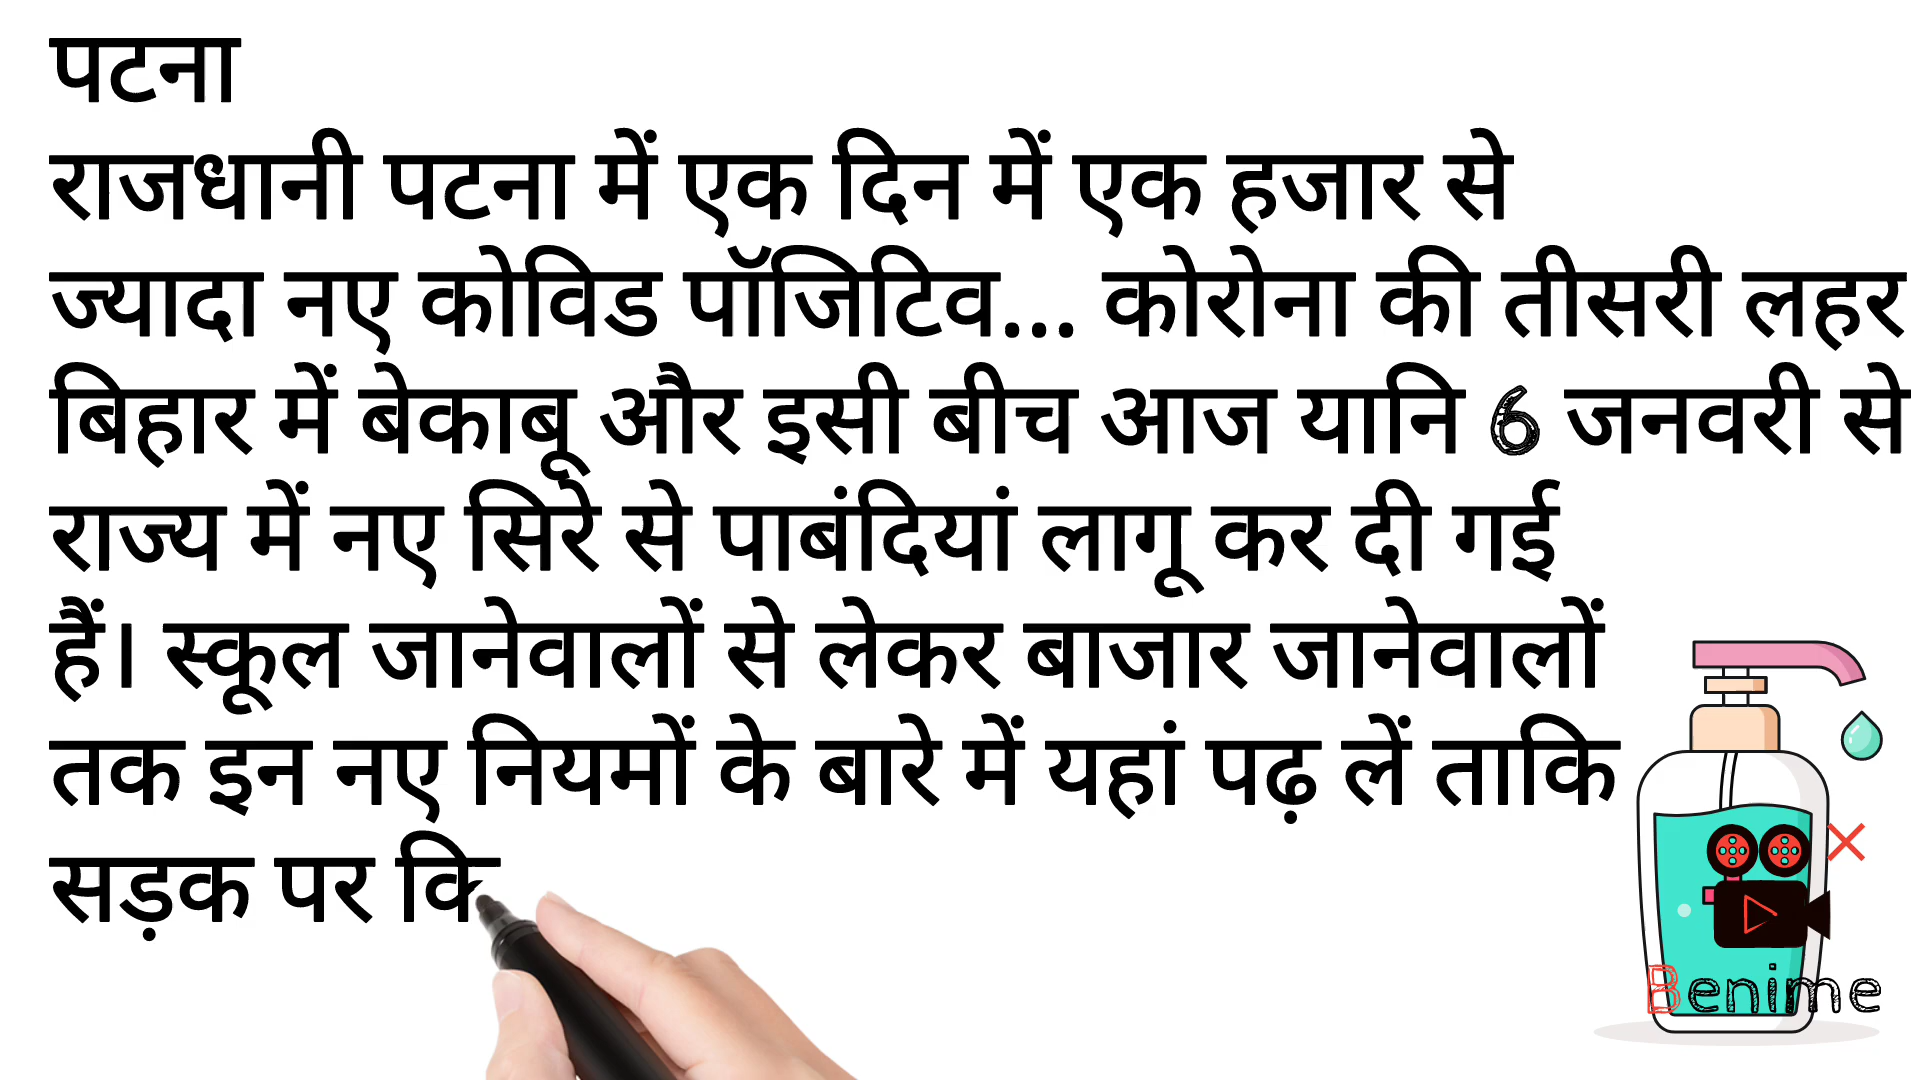 पटना
राजधानी पटना में एक दिन में एक हजार से
ज्यादा नए कोविड पॉजिटिव... कोरोना की तीसरी लहर
बिहार में बेकाबू और इसी बीच आज यानि 6 जनवरी से
राज्य में नए सिरे से पाबंदियां लागू कर दी गई
हैं। स्कूल जानेवालों से लेकर बाजार जानेवालों
तक इन नए नियमों के बारे में यहां पढ़ लें ताकि
सड़क पर कि
Benime